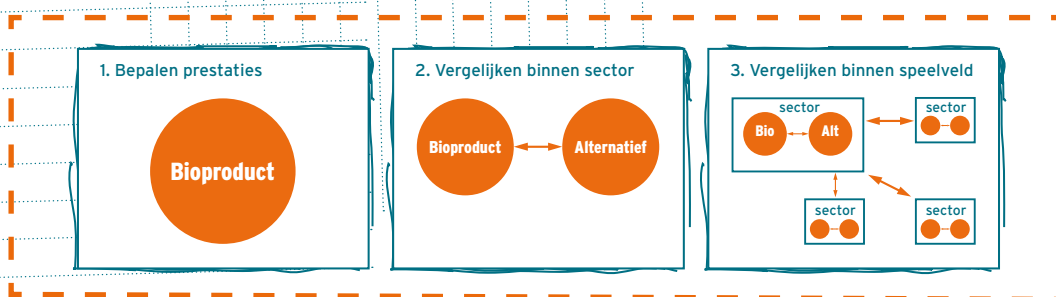 1. Bepalen prestaties
Bioproduct
2. Vergelijken binnen sector
Bioproduct
Alternatief
3. Vergelijken binnen speelveld
sector
Bio
Alt
sector
sector
sector